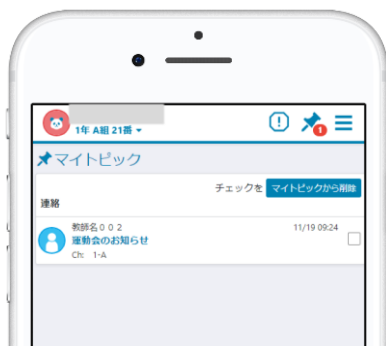 1年 A組 21番
1
マイトピック
チェックを マイトピックから削除
連絡
教師名００２
11/19 09:24
運動会のお知らせ
Ch: 1-A